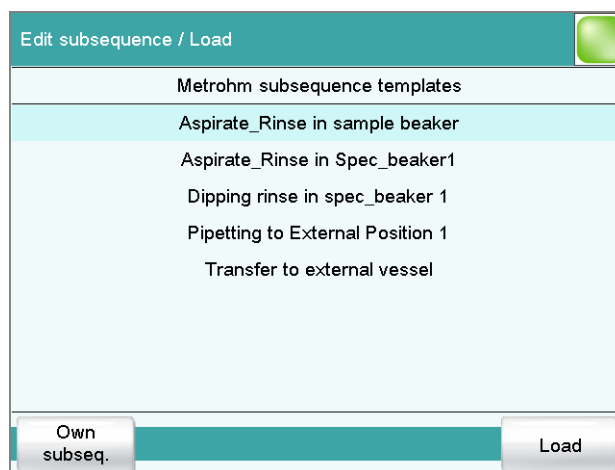 Edit subsequence / Load
Metrohm subsequence templates
Aspirate_Rinse in sample beaker
Aspirate_Rinse in Spec_beaker1
Dipping rinse in spec_beaker 1
Pipetting to External Position 1
Transfer to external vessel
Own
subseq.
Load